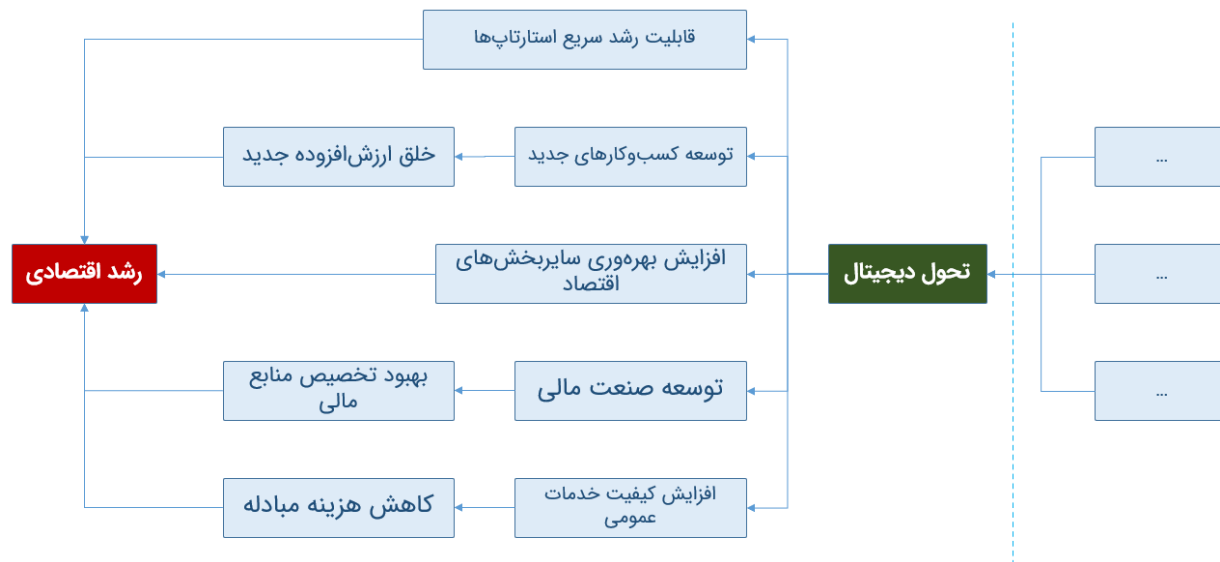 قابلیت رشد سریع استارتاپ‌ها
...
توسعه کسب‌وکارهای جدید
خلق ارزش‌افزوده جدید
...
تحول دیجیتال
افزایش بهره‌وری سایربخش‌های
اقتصاد
رشد اقتصادی
...
توسعه صنعت مالی
بهبود تخصیص منابع
مالی
افزایش کیفیت خدمات
عمومی
کاهش هزینه مبادله